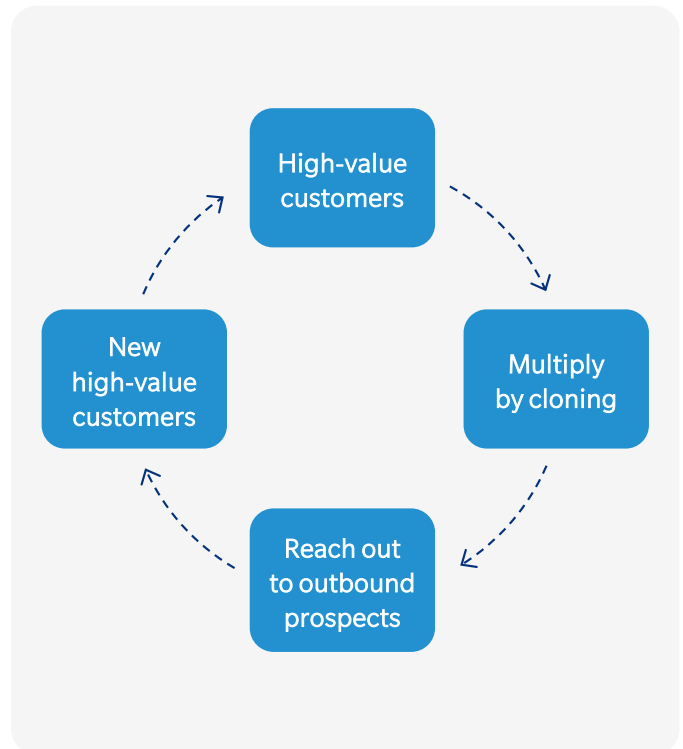 High-value
customers
Multiply
by cloning
Reach out
to outbound
prospects
New
high-value
customers